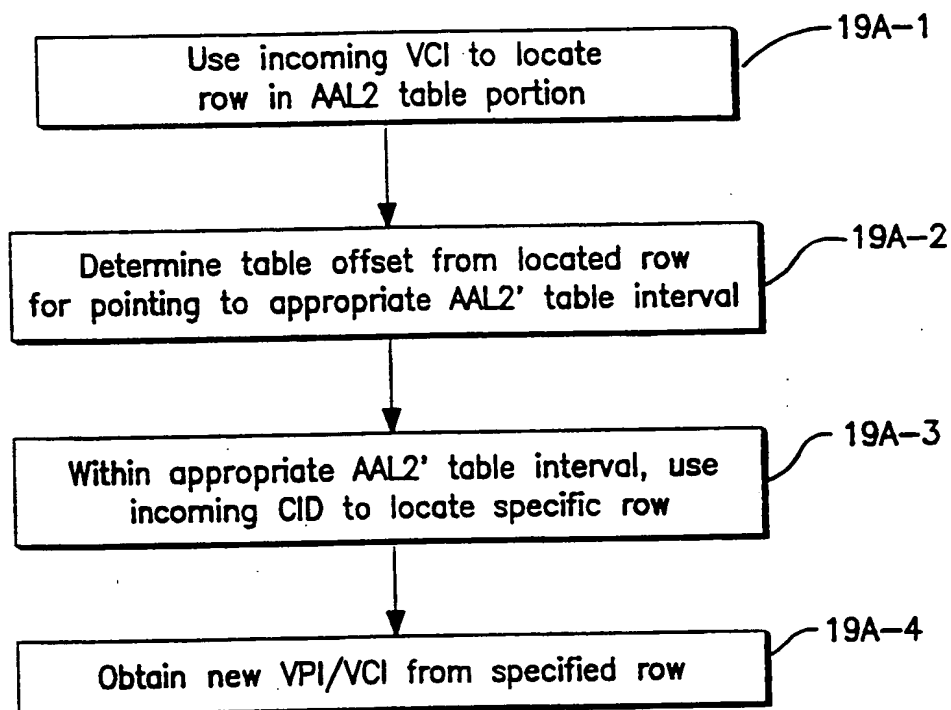 19A-1
Use incoming VCI to locate
row in AAL2 table portion
19A-2
Determine table offset from located row
for pointing to appropriate AAL2' table interval
19A-3
Within appropriate AAL2' table interval, use
incoming CID to locate specific row
19A-4
Obtain new VPI/VCI from specified row